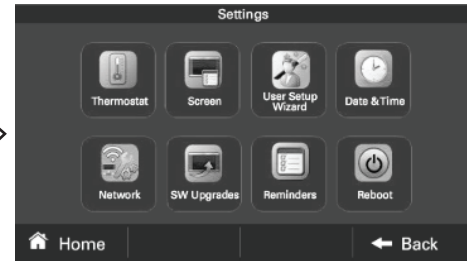 Settings
Thermostat
Screen
User Setup
Wizard
Date & Time
Network
SW Upgrades
Reminders
Reboot
Home
Back